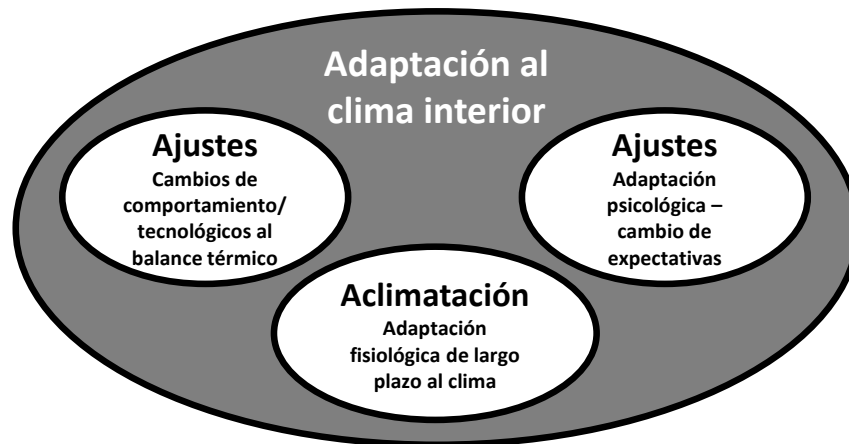 Adaptación al
clima interior
Ajustes
Cambios de
comportamiento/
tecnológicos al
balance térmico
Ajustes
Adaptación
psicológica –
cambio de
expectativas
Aclimatación
Adaptación
fisiológica de largo
plazo al clima